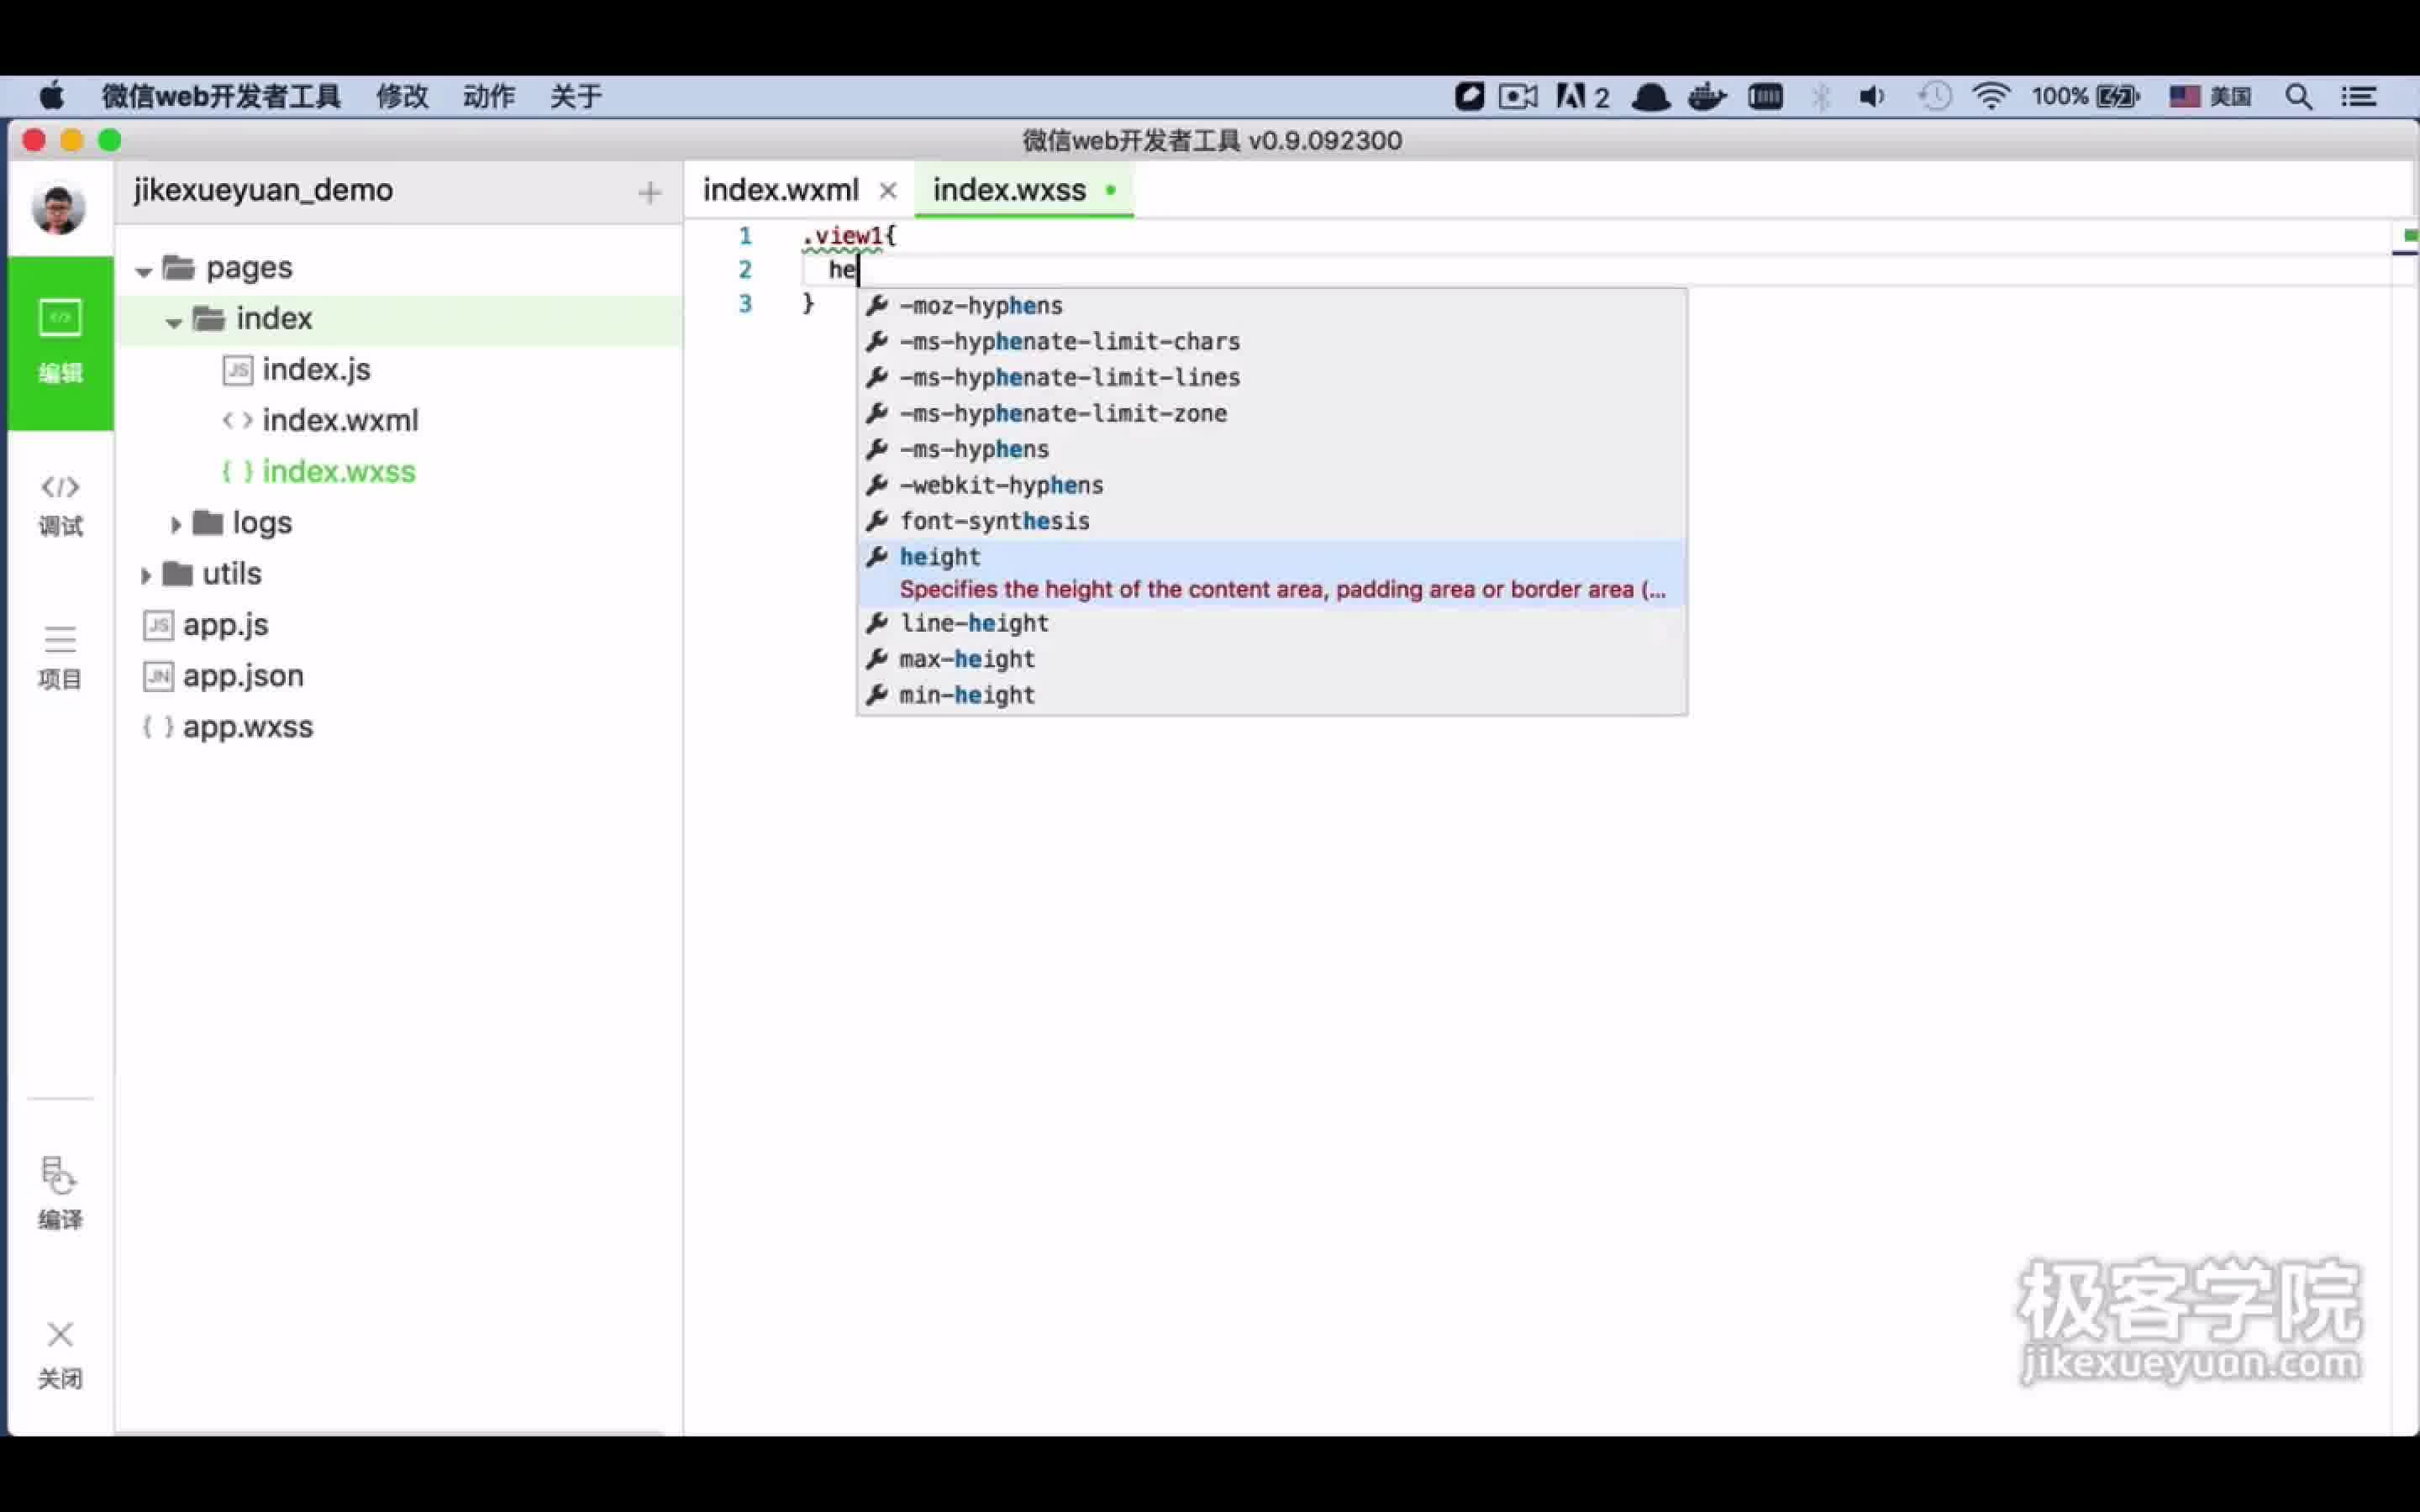 微信web开发者工具 修改 动作 关于 2 100% 美国
微信web开发者工具 v0.9.092300
jikexueyuan_demo +
index.wxml ×
index.wxss
编辑
调试
项目
编译
关闭
pages
index
JS index.js
< > index.wxml
{ } index.wxss
logs
utils
JS app.js
JN app.json
{ } app.wxss
1 .view1{
2 he
3 }
-moz-hyphens
-ms-hyphenate-limit-chars
-ms-hyphenate-limit-lines
-ms-hyphenate-limit-zone
-ms-hyphens
-webkit-hyphens
font-synthesis
height
Specifies the height of the content area, padding area or border area (...
line-height
max-height
min-height
极客学院
jikexueyuan.com